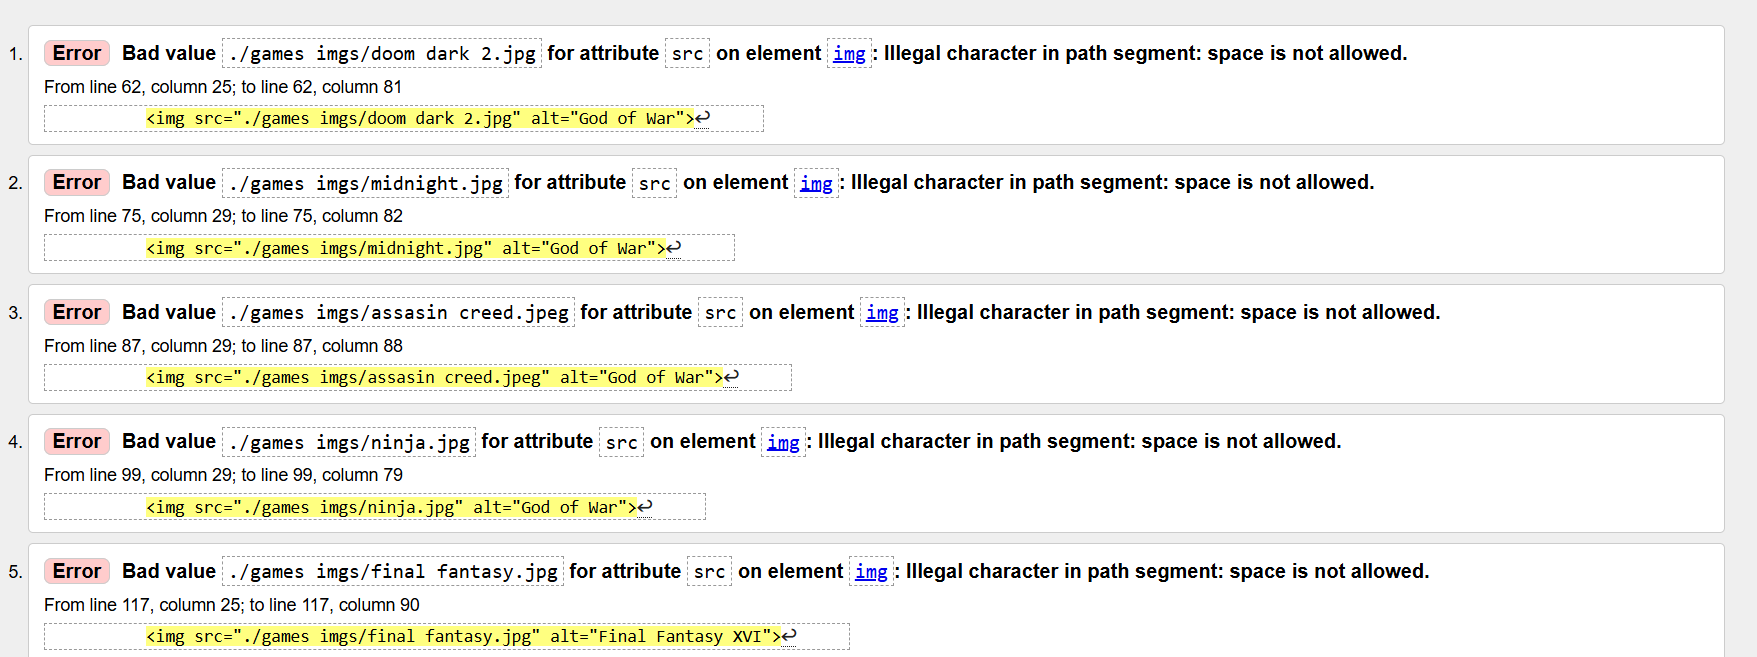 1. Error Bad value ./games imgs/doom dark 2.jpg for attribute src on element img: Illegal character in path segment: space is not allowed.
From line 62, column 25; to line 62, column 81
<img src="./games imgs/doom dark 2.jpg" alt="God of War">↩
2. Error Bad value ./games imgs/midnight.jpg for attribute src on element img: Illegal character in path segment: space is not allowed.
From line 75, column 29; to line 75, column 82
<img src="./games imgs/midnight.jpg" alt="God of War">↩
3. Error Bad value ./games imgs/assasin creed.jpeg for attribute src on element img: Illegal character in path segment: space is not allowed.
From line 87, column 29; to line 87, column 88
<img src="./games imgs/assasin creed.jpeg" alt="God of War">↩
4. Error Bad value ./games imgs/ninja.jpg for attribute src on element img: Illegal character in path segment: space is not allowed.
From line 99, column 29; to line 99, column 79
<img src="./games imgs/ninja.jpg" alt="God of War">↩
5. Error Bad value ./games imgs/final fantasy.jpg for attribute src on element img: Illegal character in path segment: space is not allowed.
From line 117, column 25; to line 117, column 90
<img src="./games imgs/final fantasy.jpg" alt="Final Fantasy XVI">↩